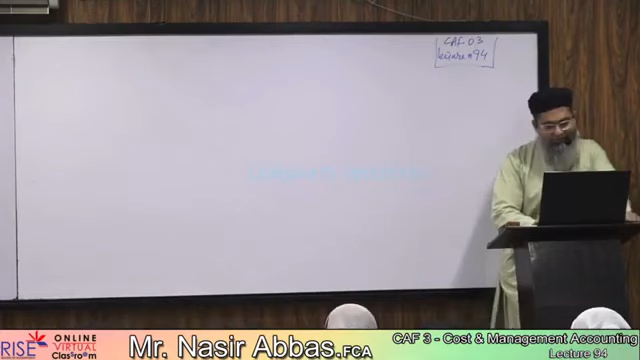 CAF 03
lecture # 94
RISE
ONLINE
VIRTUAL
Classroom
Mr. Nasir Abbas.FCA
CAF 3 - Cost & Management Accounting
Lecture 94